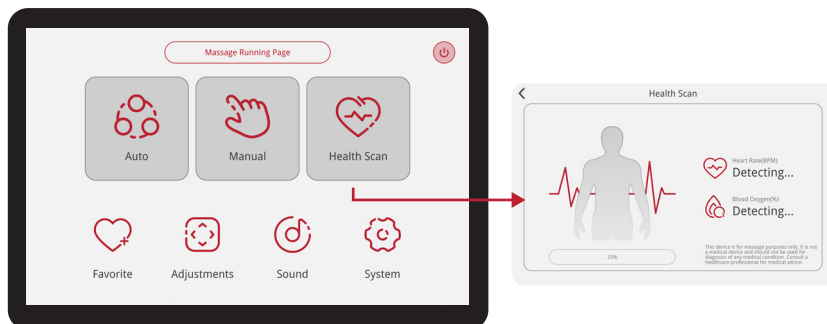 Massage Running Page
Auto
Manual
Health Scan
Favorite
Adjustments
Sound
System
Health Scan
Heart Rate(BPM)
Detecting...
Blood Oxygen(%)
Detecting...
25%
This device is for massage purposes only. It is not
a medical device and should not be used for
diagnosis of any medical condition. Consult a
healthcare professional for medical advice.